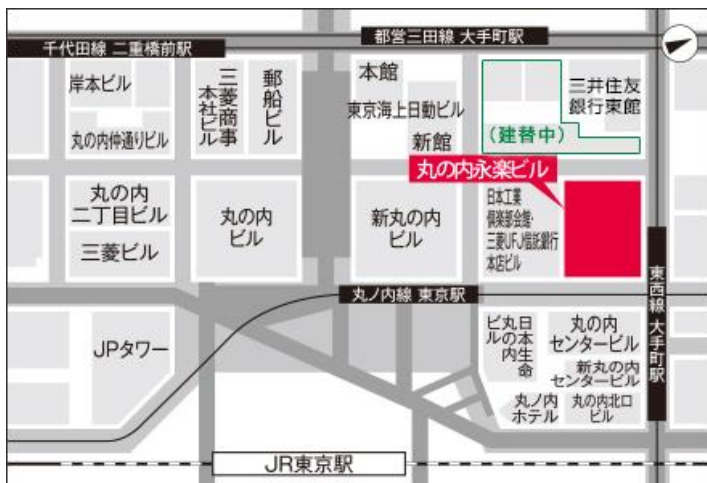 都営三田線 大手町駅
千代田線 二重橋前駅
岸本ビル
丸の内仲通りビル
三菱商事
本社ビル
郵船ビル
本館
東京海上日動ビル
新館
三井住友
銀行東館
(建替中)
丸の内永楽ビル
丸の内
二丁目ビル
三菱ビル
丸の内
ビル
新丸の内
ビル
日本工業
倶楽部会館・
三菱UFJ信託銀行
本店ビル
丸ノ内線 東京駅
東西線 大手町駅
JPタワー
日本生命
丸の内
ビル
丸の内
センタービル
新丸の内
センタービル
丸ノ内
ホテル
丸の内北口
ビル
JR東京駅